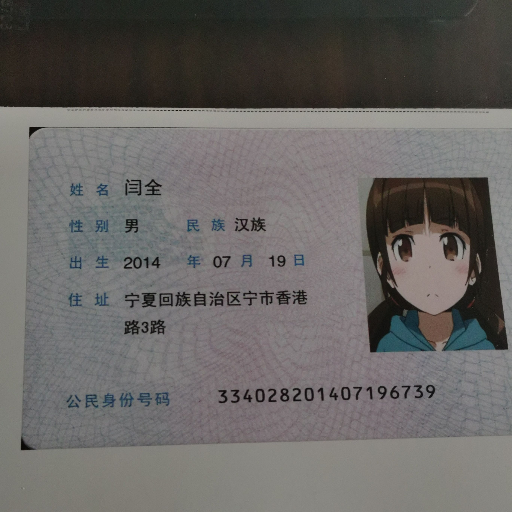 姓名 闫全
性别 男 民族 汉族
出生 2014 年 07 月 19 日
住址 宁夏回族自治区宁市香港
路3路
公民身份号码 334028201407196739